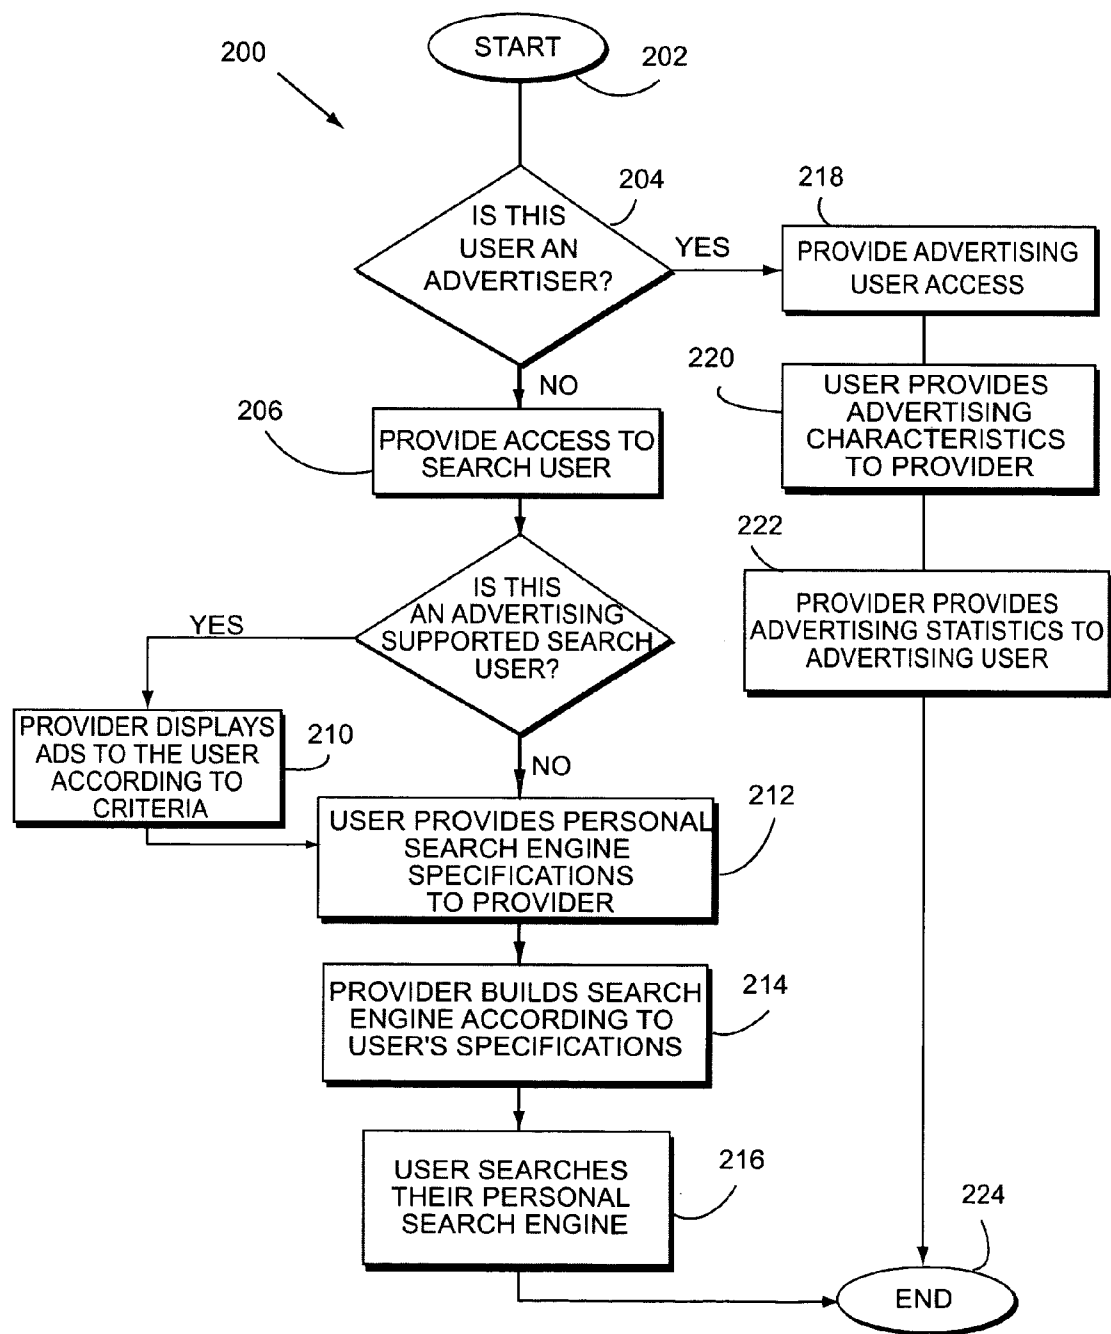 START
200
202
IS THIS
USER AN
ADVERTISER?
204
YES
218
PROVIDE ADVERTISING
USER ACCESS
NO
220
USER PROVIDES
ADVERTISING
CHARACTERISTICS
TO PROVIDER
206
PROVIDE ACCESS TO
SEARCH USER
222
PROVIDER PROVIDES
ADVERTISING STATISTICS TO
ADVERTISING USER
IS THIS
AN ADVERTISING
SUPPORTED SEARCH
USER?
YES
PROVIDER DISPLAYS
ADS TO THE USER
ACCORDING TO
CRITERIA
210
NO
212
USER PROVIDES PERSONAL
SEARCH ENGINE
SPECIFICATIONS
TO PROVIDER
PROVIDER BUILDS SEARCH
ENGINE ACCORDING TO
USER'S SPECIFICATIONS
214
USER SEARCHES
THEIR PERSONAL
SEARCH ENGINE
216
224
END